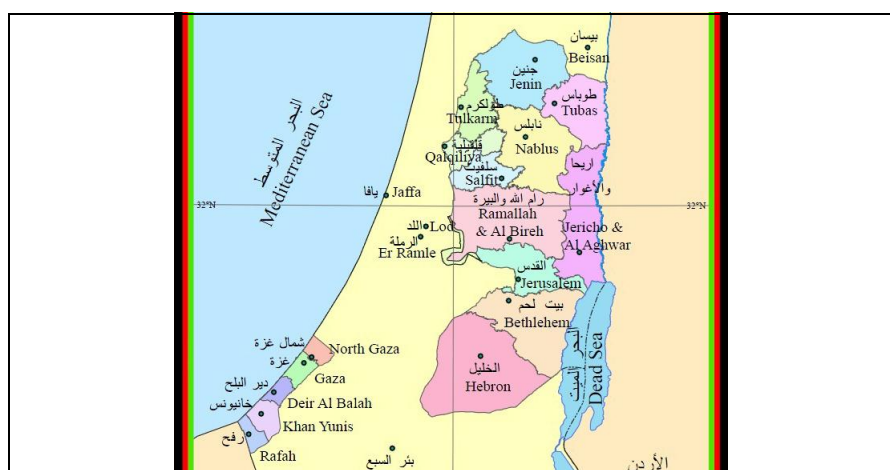 بيسان
Beisan
جنين
Jenin
طولكرم
Tulkarm
طوباس
Tubas
نابلس
Nablus
قلقيلية
Qalqiliya
سلفيت
Salfit
اريحا
والأغوار
Jericho &
Al Aghwar
البحر المتوسط
Mediterranean Sea
يافا
Jaffa
32°N
32°N
رام الله والبيرة
Ramallah
& Al Bireh
اللد
Lod
الرملة
Er Ramle
القدس
Jerusalem
بيت لحم
Bethlehem
البحر الميت
Dead Sea
الخليل
Hebron
شمال غزة
North Gaza
غزة
Gaza
دير البلح
Deir Al Balah
خانيونس
Khan Yunis
رفح
Rafah
بئر السبع
الأردن